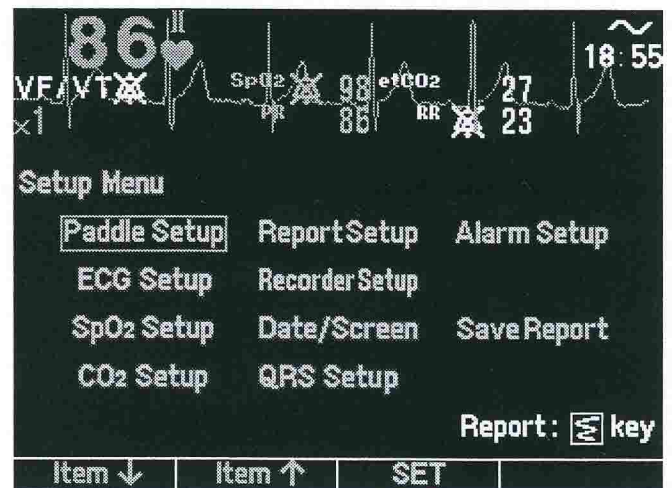 86 II
18:55
VF/VT SpO2 98 etCO2 27
×1 PR 86 RR 23
Setup Menu
Paddle Setup Report Setup Alarm Setup
ECG Setup Recorder Setup
SpO2 Setup Date/Screen Save Report
CO2 Setup QRS Setup
Report: key
Item ↓ Item ↑ SET